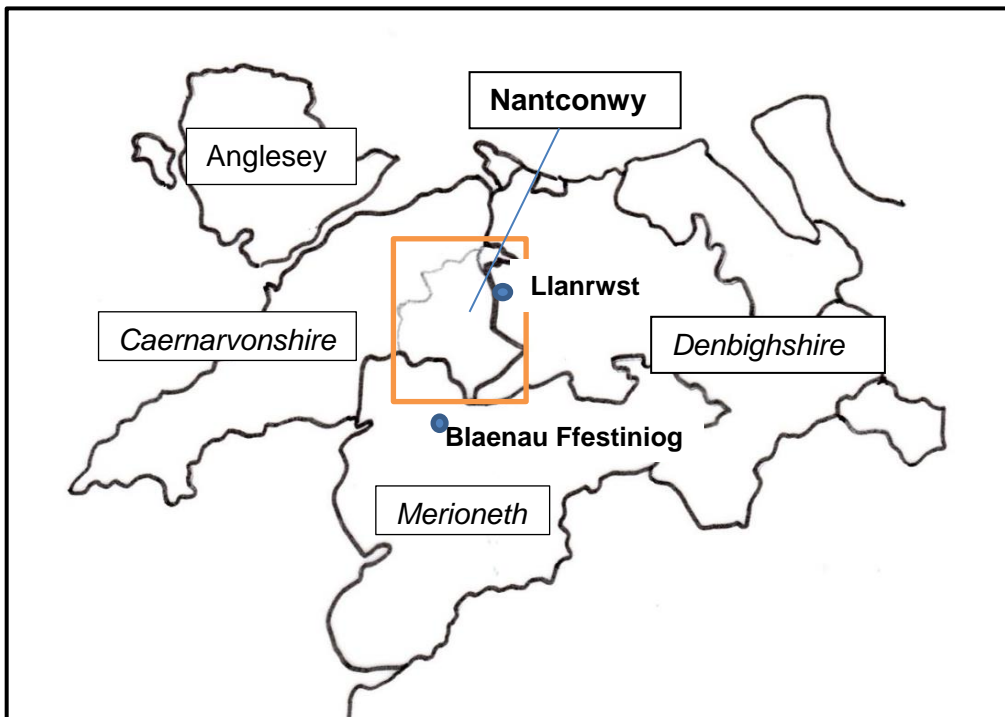 Nantconwy
Anglesey
Llanrwst
Caernarvonshire
Denbighshire
Blaenau Ffestiniog
Merioneth